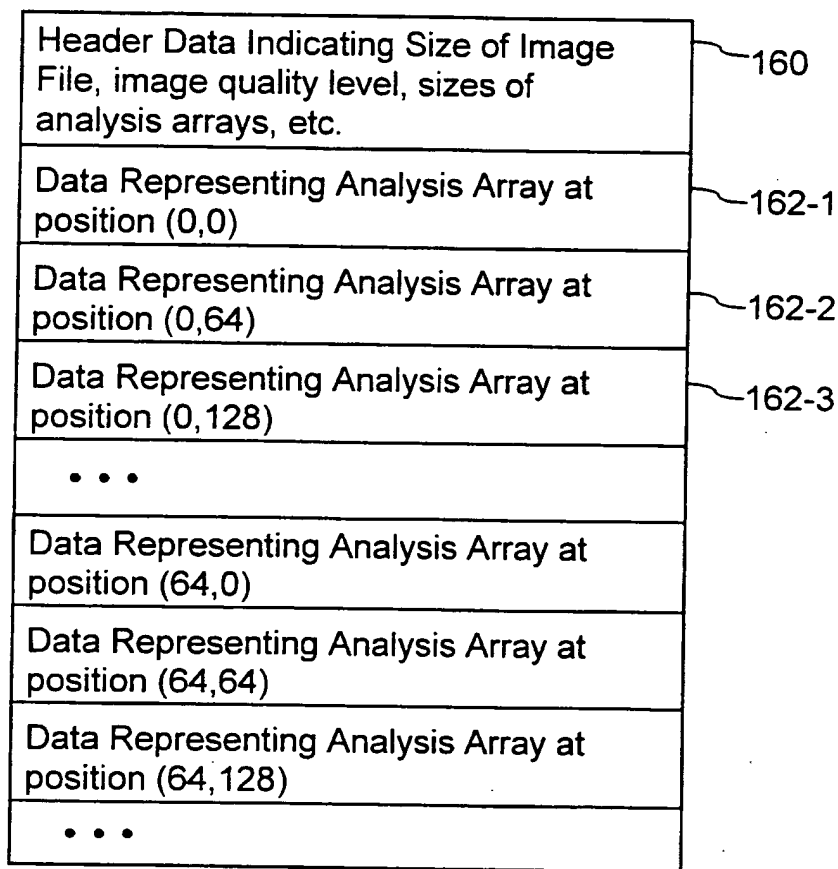 Header Data Indicating Size of Image
File, image quality level, sizes of
analysis arrays, etc.
160
Data Representing Analysis Array at
position (0,0)
162-1
Data Representing Analysis Array at
position (0,64)
162-2
Data Representing Analysis Array at
position (0,128)
162-3
• • •
Data Representing Analysis Array at
position (64,0)
Data Representing Analysis Array at
position (64,64)
Data Representing Analysis Array at
position (64,128)
• • •